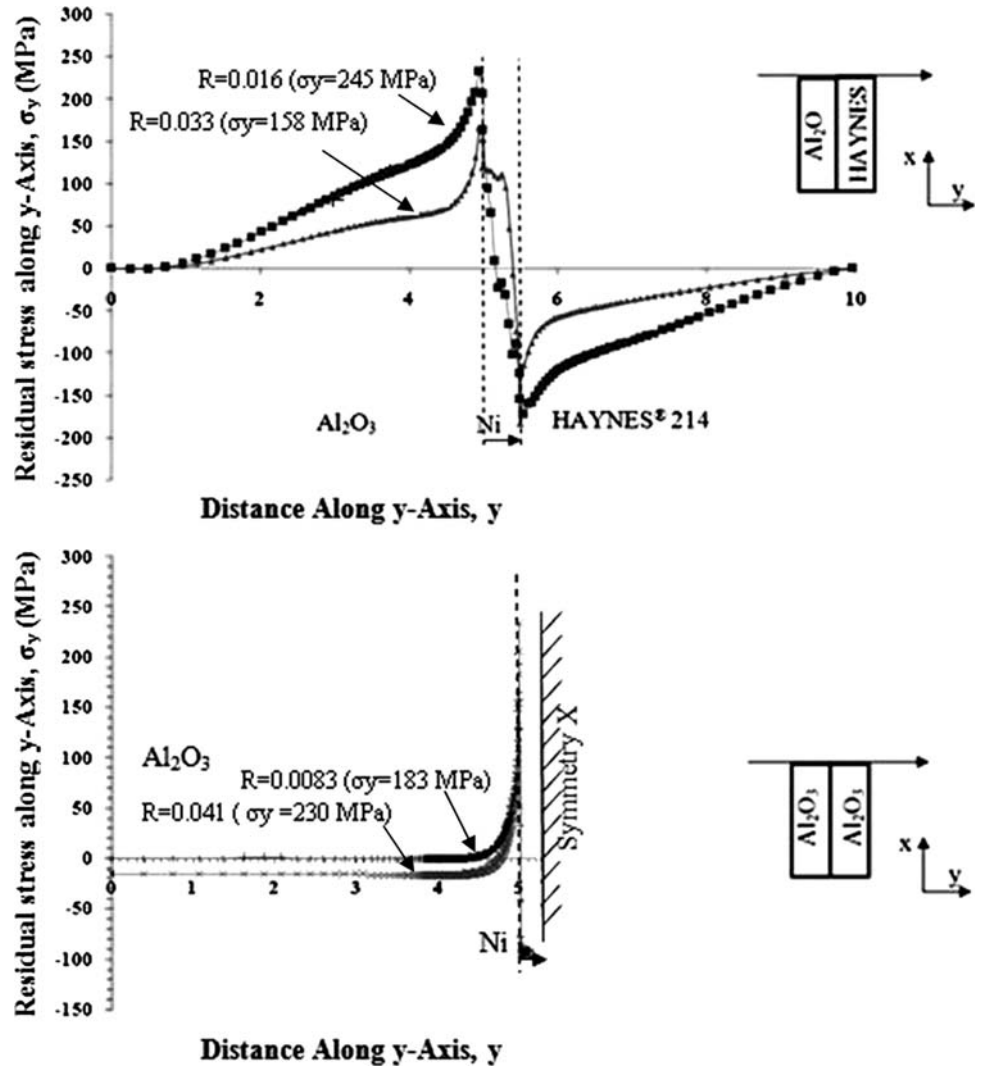 Residual stress along y-Axis, σy (MPa)
300
250
200
150
100
50
0
-50
-100
-150
-200
-250
0
2
4
6
8
10
R=0.016 (σy=245 MPa)
R=0.033 (σy=158 MPa)
Al2O3
Ni
HAYNES® 214
Distance Along y-Axis, y
Al2O
HAYNES
x
y
Residual stress along y-Axis, σy (MPa)
300
250
200
150
100
50
0
-50
-100
-150
0
1
2
3
4
5
Al2O3
R=0.0083 (σy=183 MPa)
R=0.041 ( σy =230 MPa)
Ni
Symmetry X
Distance Along y-Axis, y
Al2O3
Al2O3
x
y